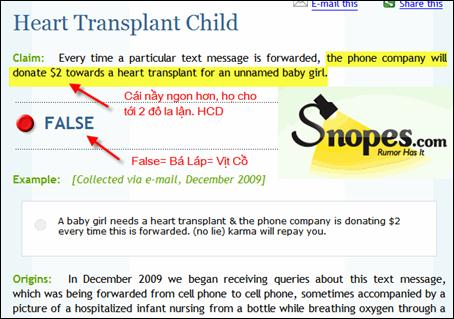 E-mail this
Share this
Heart Transplant Child
Claim: Every time a particular text message is forwarded, the phone company will
donate $2 towards a heart transplant for an unnamed baby girl.
Cái nầy ngon hơn, họ cho
tới 2 đô la lận. HCD
FALSE
False= Bá Láp= Vịt Cồ
Snopes.com
Rumor Has It
Example: [Collected via e-mail, December 2009]
A baby girl needs a heart transplant & the phone company is donating $2
every time this is forwarded. (no lie) karma will repay you.
Origins: In December 2009 we began receiving queries about this text message,
which was being forwarded from cell phone to cell phone, sometimes accompanied by a
picture of a hospitalized infant nursing from a bottle while breathing oxygen through a